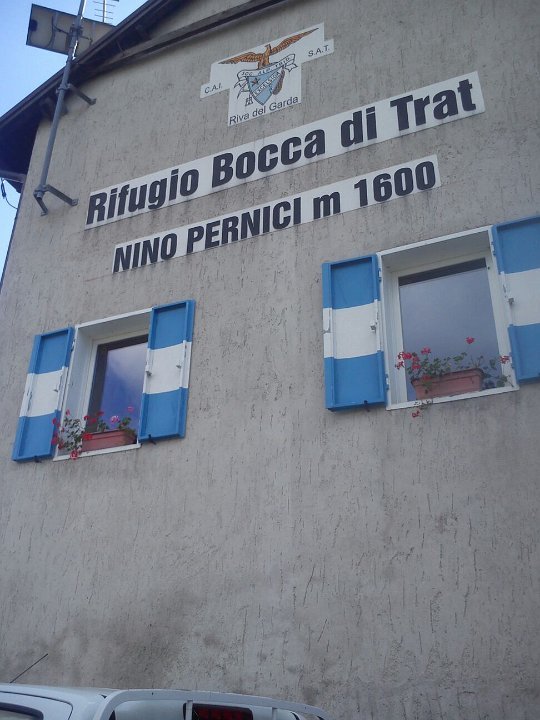 C.A.I. S.A.T.
Riva del Garda
Rifugio Bocca di Trat
NINO PERNICI m 1600